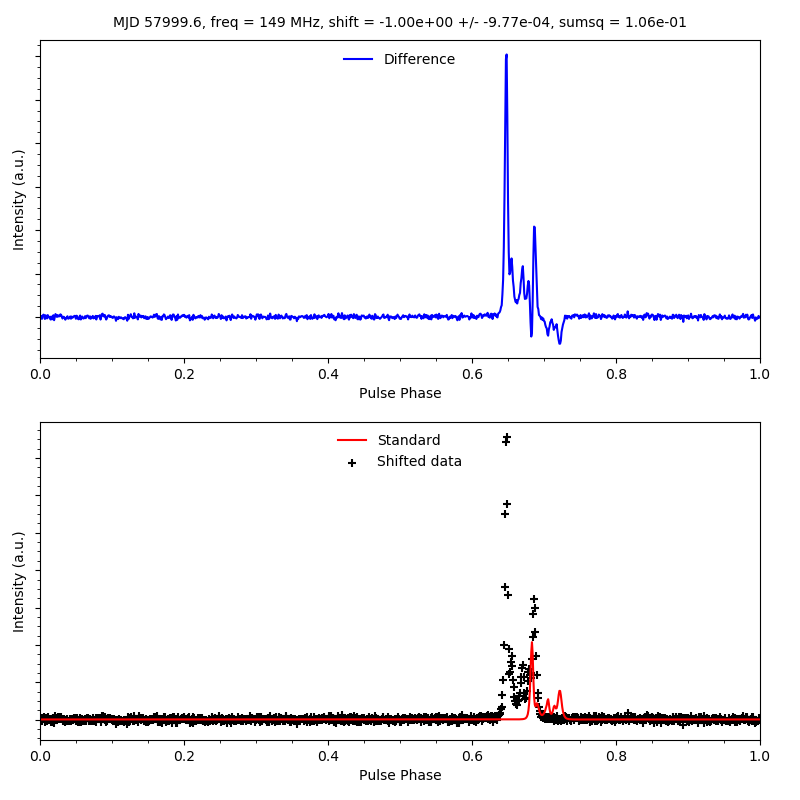 MJD 57999.6, freq = 149 MHz, shift = -1.00e+00 +/- -9.77e-04, sumsq = 1.06e-01
Difference
Intensity (a.u.)
0.0 0.2 0.4 0.6 0.8 1.0
Pulse Phase
Standard
Shifted data
Intensity (a.u.)
0.0 0.2 0.4 0.6 0.8 1.0
Pulse Phase